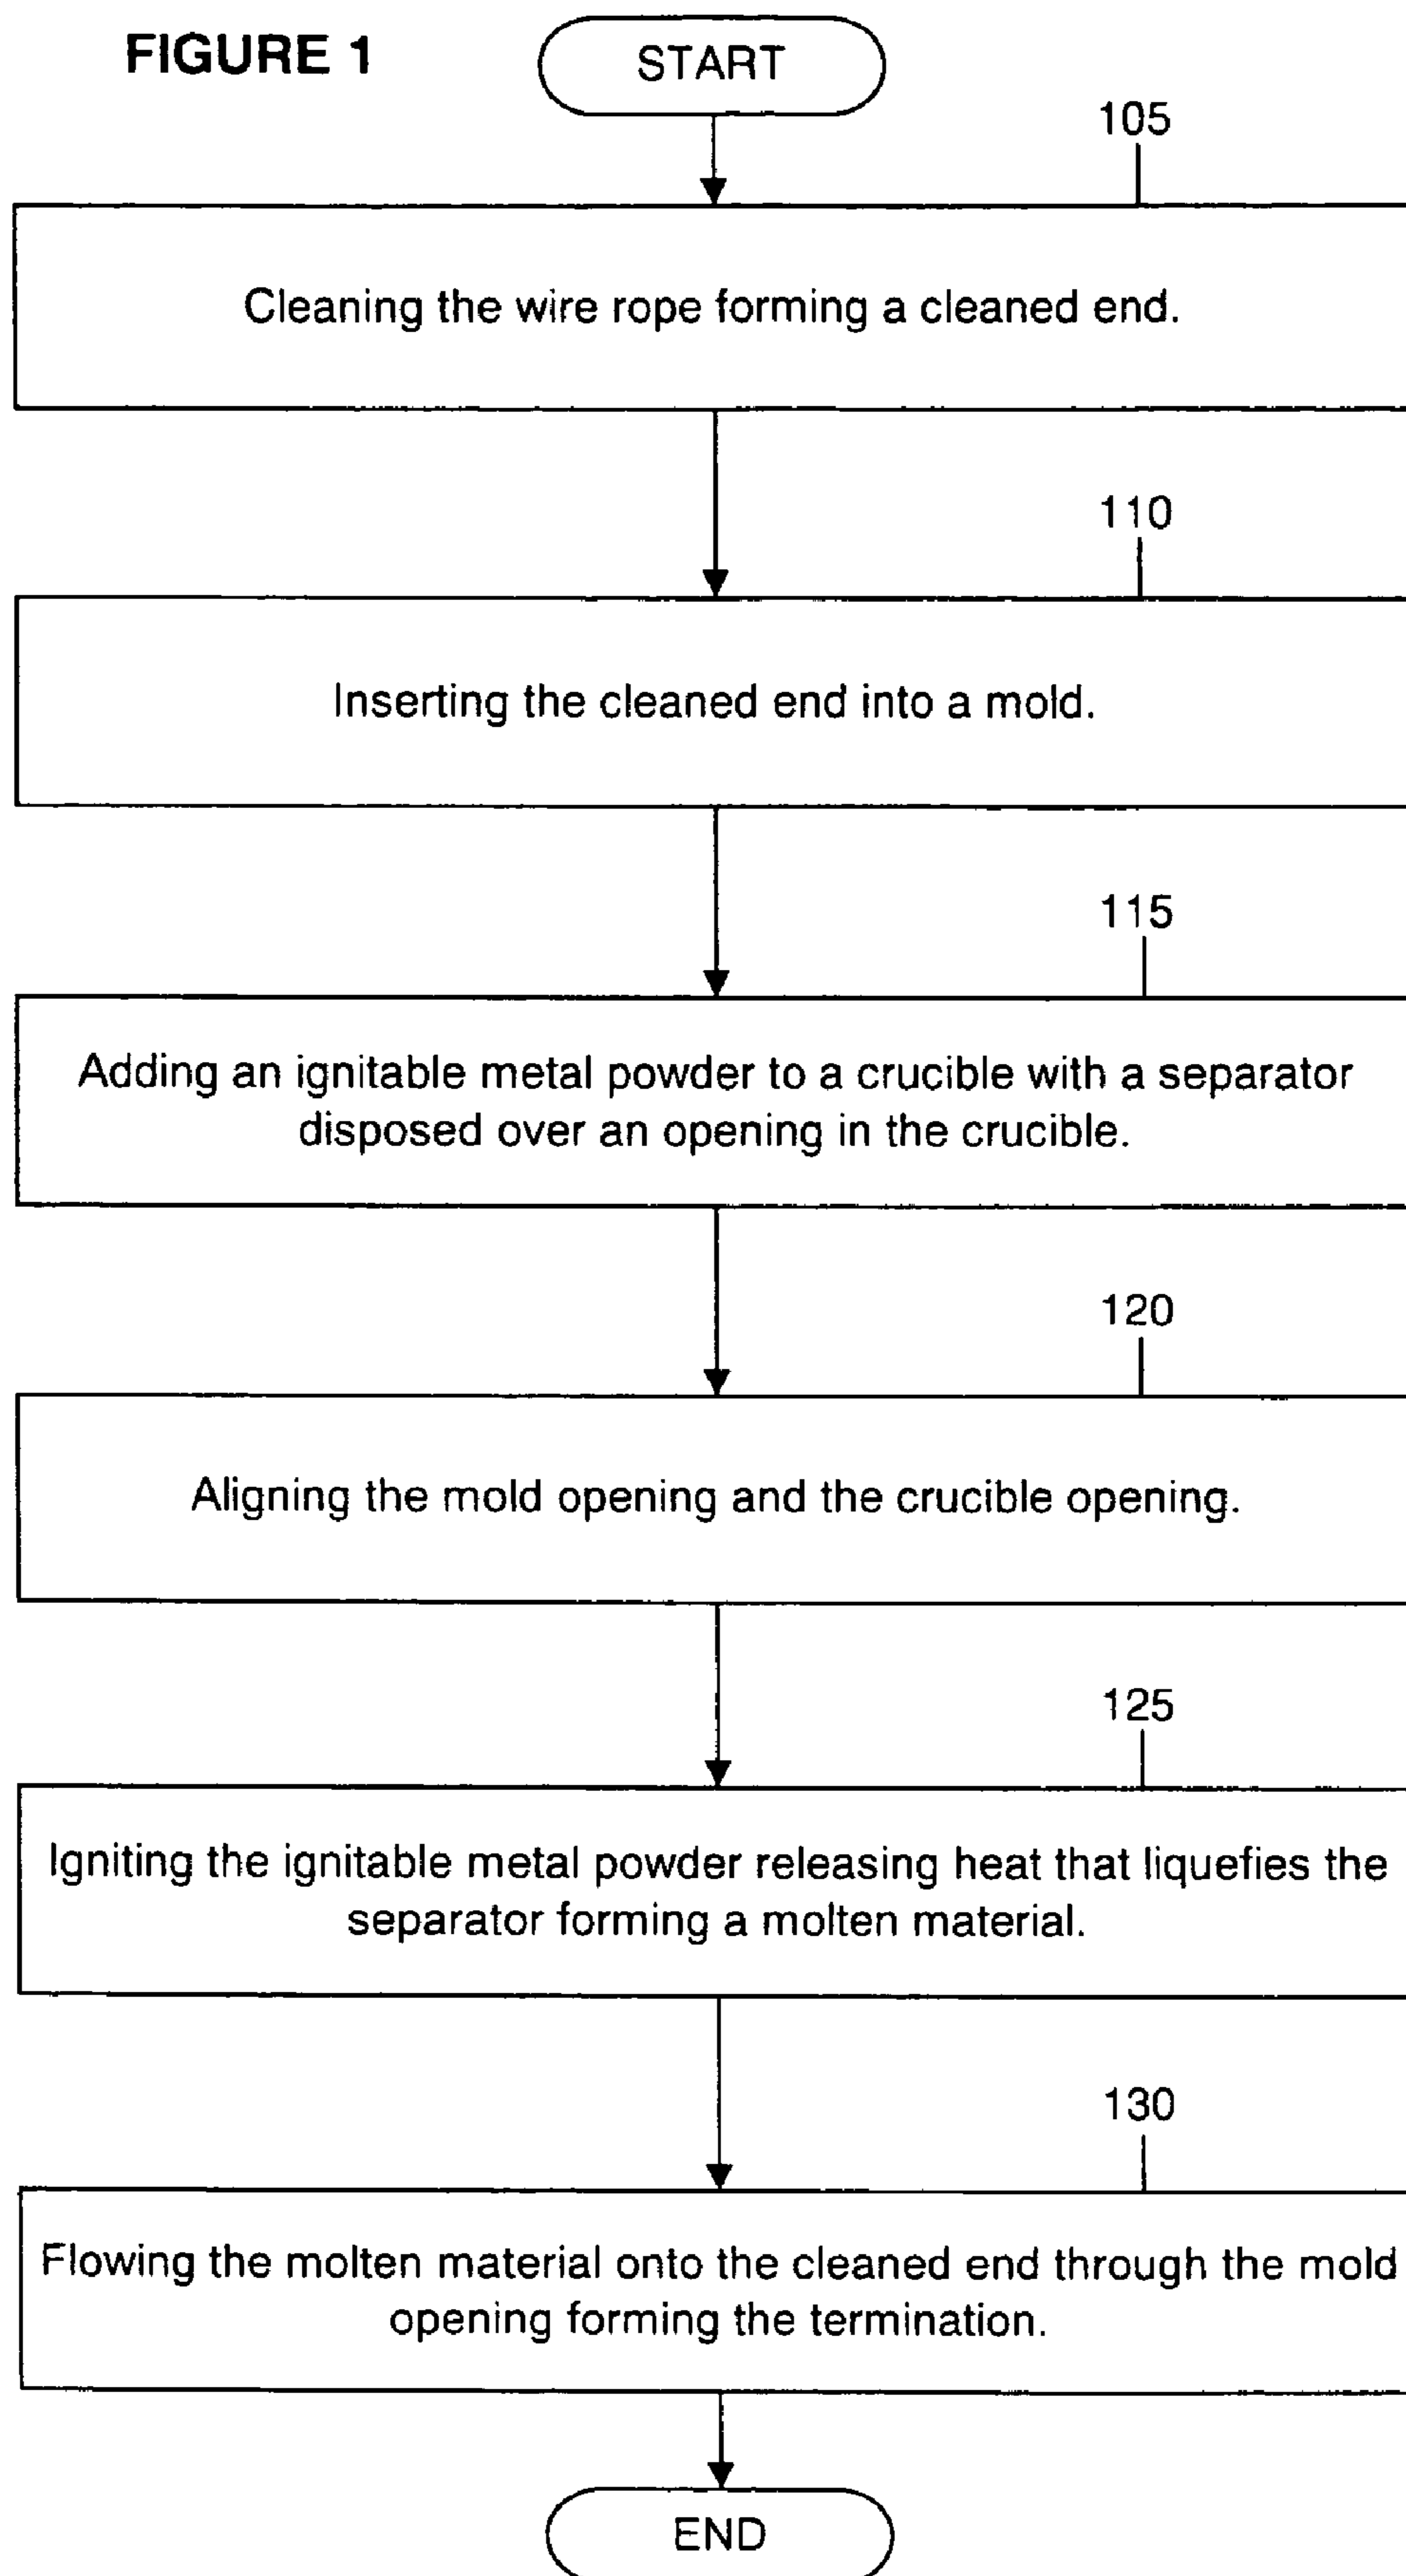 FIGURE 1
START
105
Cleaning the wire rope forming a cleaned end.
110
Inserting the cleaned end into a mold.
115
Adding an ignitable metal powder to a crucible with a separator
disposed over an opening in the crucible.
120
Aligning the mold opening and the crucible opening.
125
Igniting the ignitable metal powder releasing heat that liquefies the
separator forming a molten material.
130
Flowing the molten material onto the cleaned end through the mold
opening forming the termination.
END